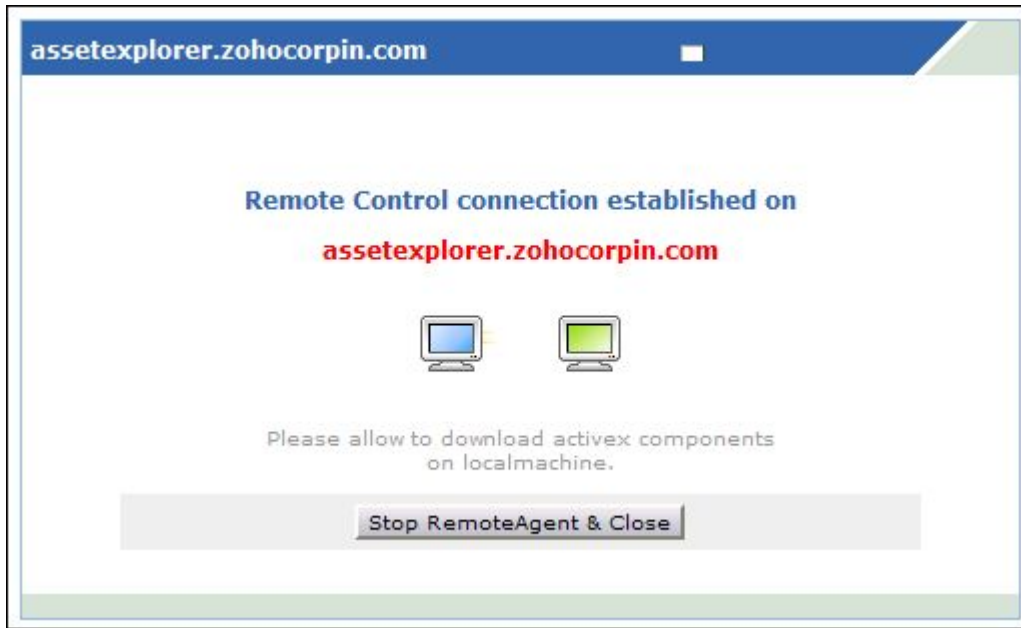 assetexplorer.zohocorpin.com
Remote Control connection established on
assetexplorer.zohocorpin.com
Please allow to download activex components
on localmachine.
Stop RemoteAgent & Close